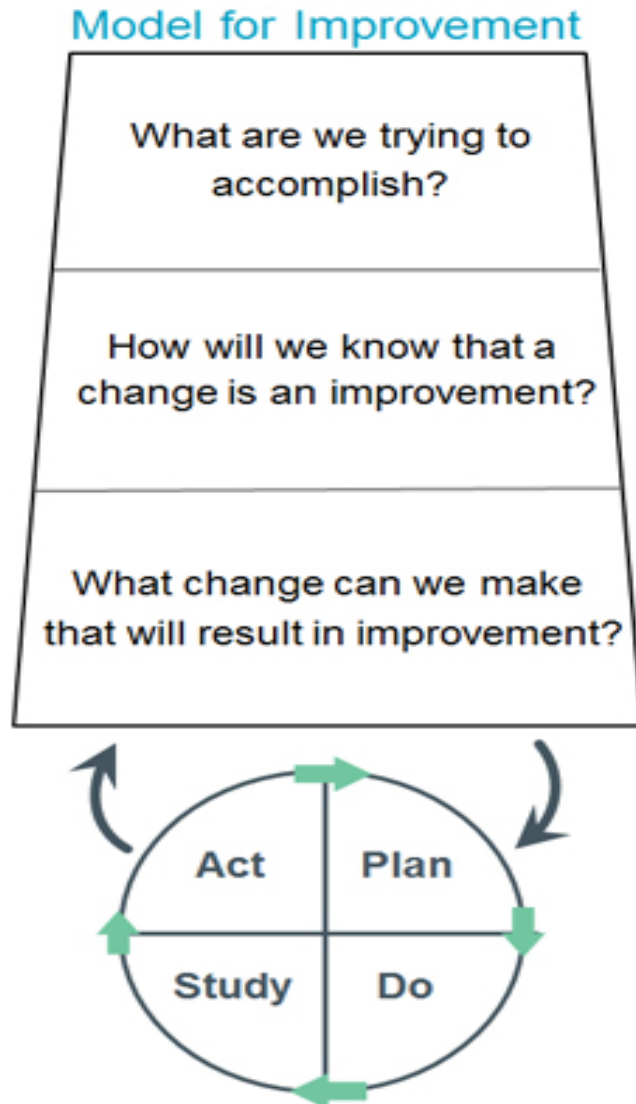 Model for Improvement
What are we trying to
accomplish?
How will we know that a
change is an improvement?
What change can we make
that will result in improvement?
Act
Plan
Study
Do